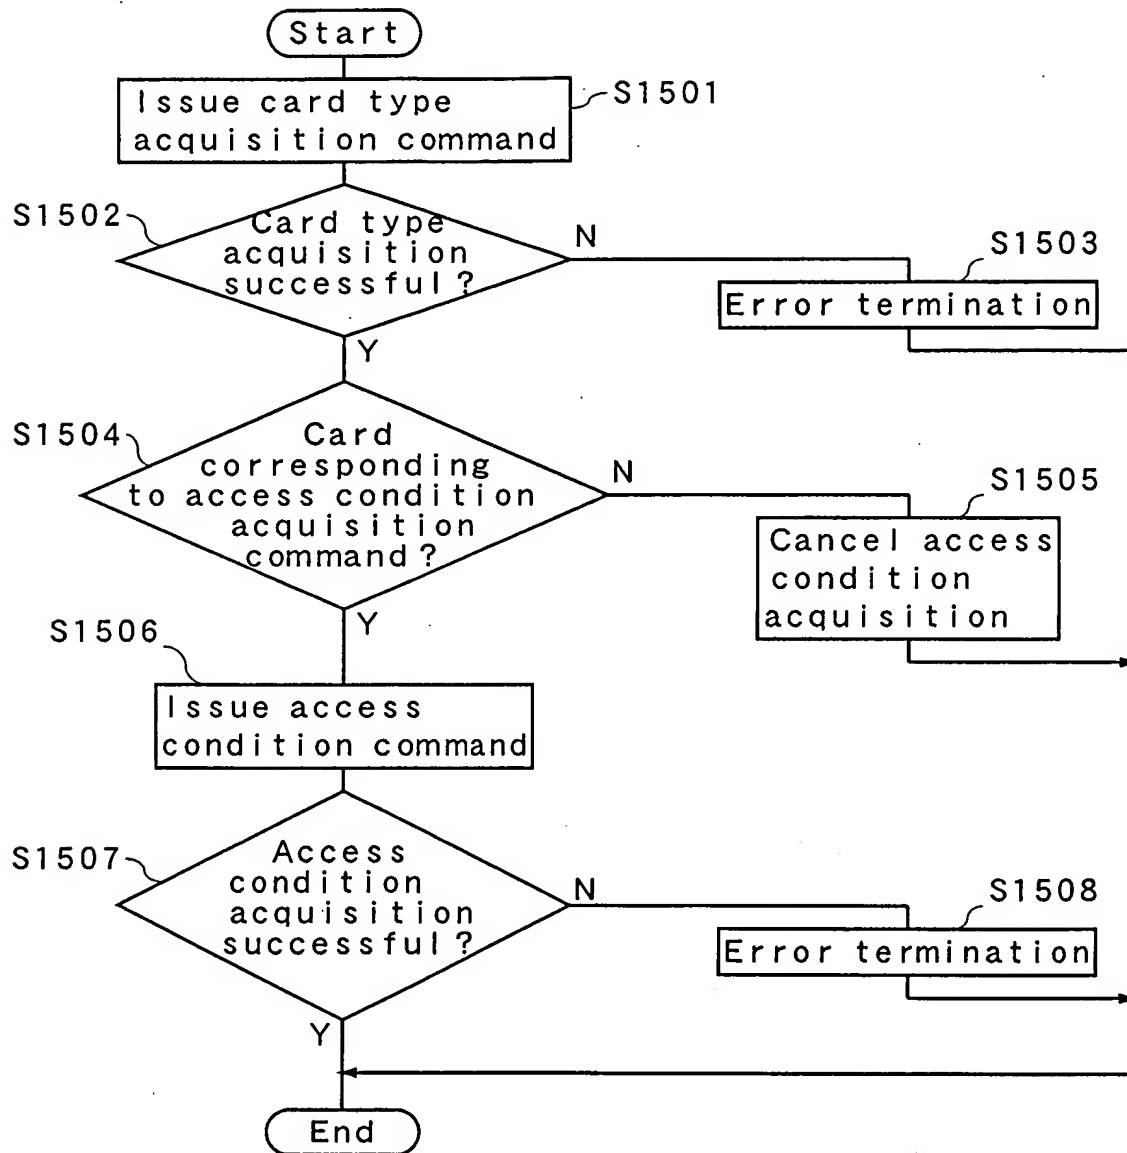 Start
Issue card type
acquisition command
S1501
S1502
Card type
acquisition
successful?
N
S1503
Error termination
Y
S1504
Card
corresponding
to access condition
acquisition
command?
N
S1505
Cancel access
condition
acquisition
Y
S1506
Issue access
condition command
S1507
Access
condition
acquisition
successful?
N
S1508
Error termination
Y
End